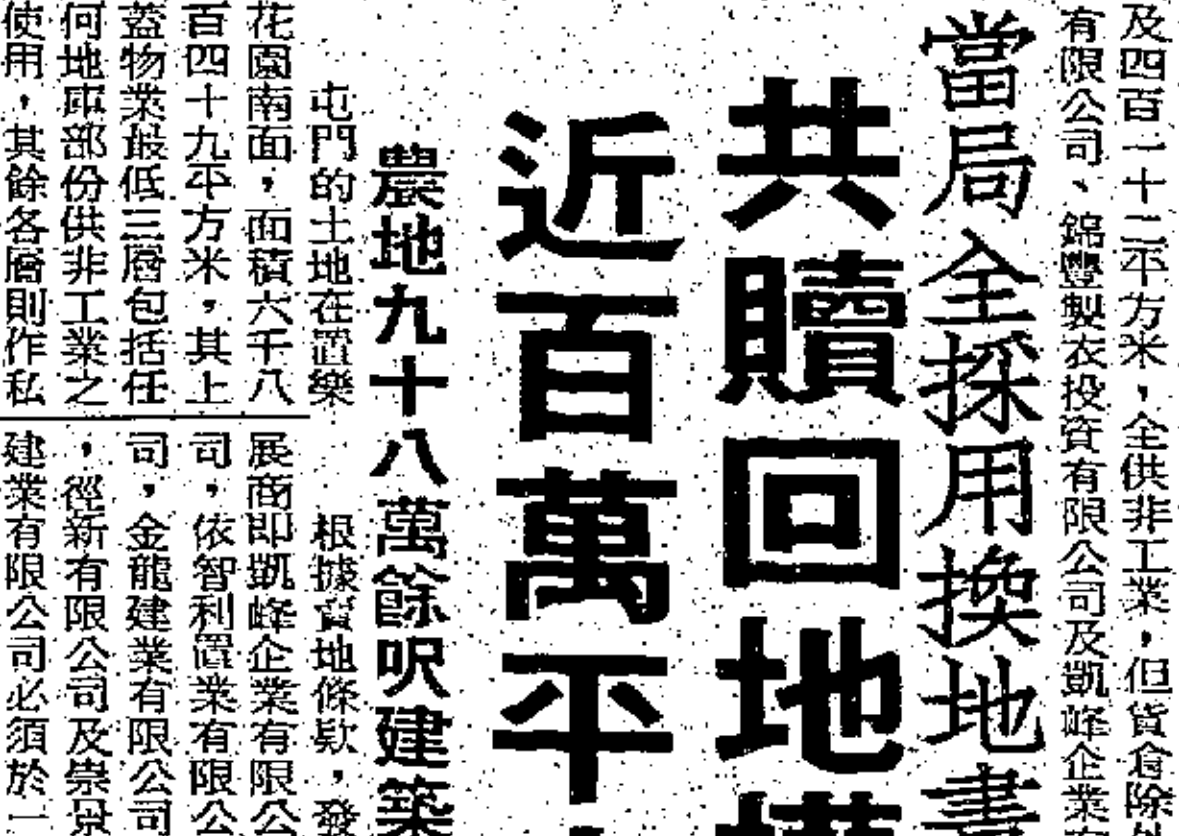 及四百一十二平方米，全供非工業，但貨倉除外
有限公司、錦豐製衣投資有限公司及凱峰企業有
當局全採用換地書
共贖回地
近百萬平
農地九十八萬餘呎建築
屯門的土地在置樂
花園南面，面積六千八
百四十九平方米，其上
蓋物業最低三層包括任
何地庫部份供非工業之
使用，其餘各層則作私
根據賣地條款，發
展商即凱峰企業有限公
司，依智利置業有限公
司，金龍建業有限公司
，徑新有限公司及崇景
建業有限公司必須於一